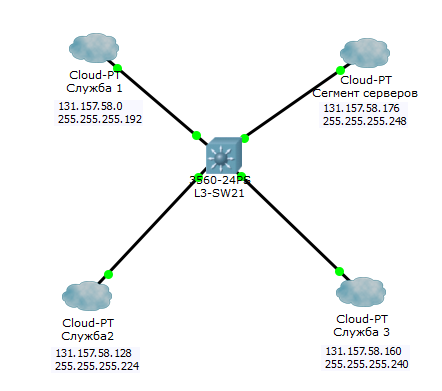 Cloud-PT
Служба 1
131.157.58.0
255.255.255.192
Cloud-PT
Сегмент серверов
131.157.58.176
255.255.255.248
3560-24PS
L3-SW21
Cloud-PT
Служба2
131.157.58.128
255.255.255.224
Cloud-PT
Служба 3
131.157.58.160
255.255.255.240